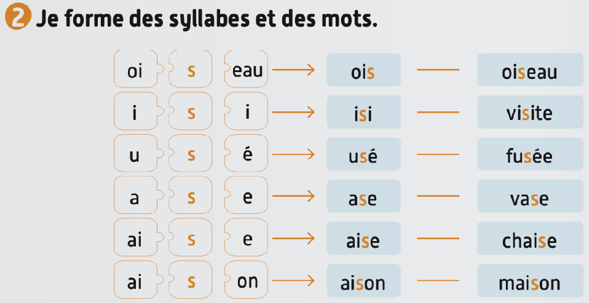 2 Je forme des syllabes et des mots.
oi s eau → ois — oiseau
i s i → isi — visite
u s é → usé — fusée
a s e → ase — vase
ai s e → aise — chaise
ai s on → aison — maison